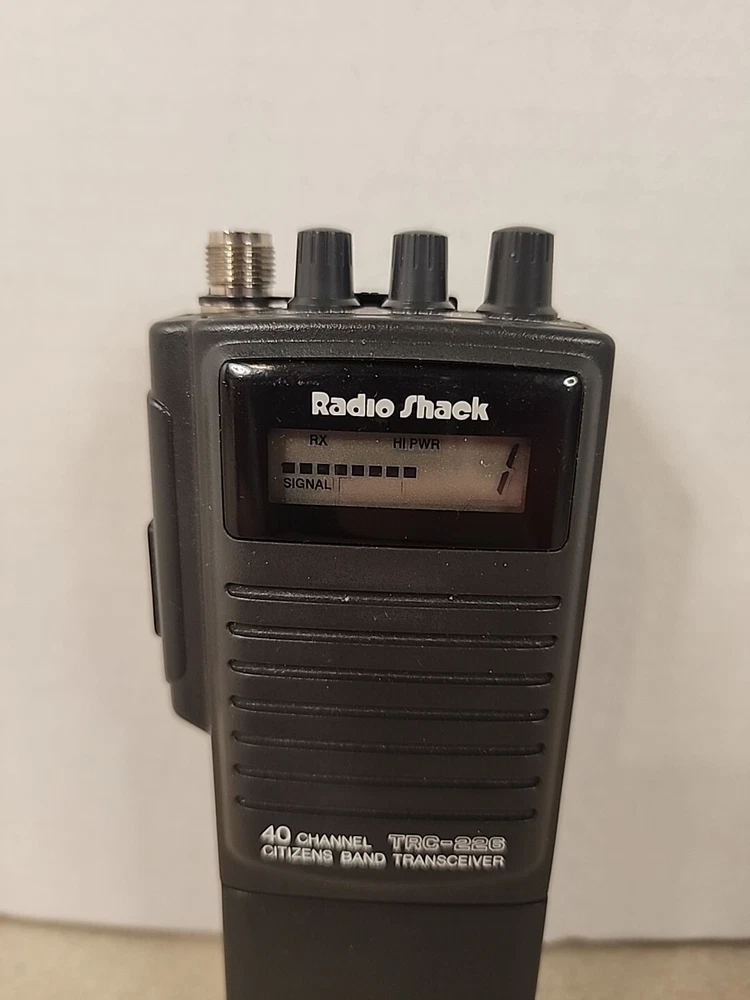 Radio Shack
RX HI PWR
1
SIGNAL
40 CHANNEL TRC-226
CITIZENS BAND TRANSCEIVER